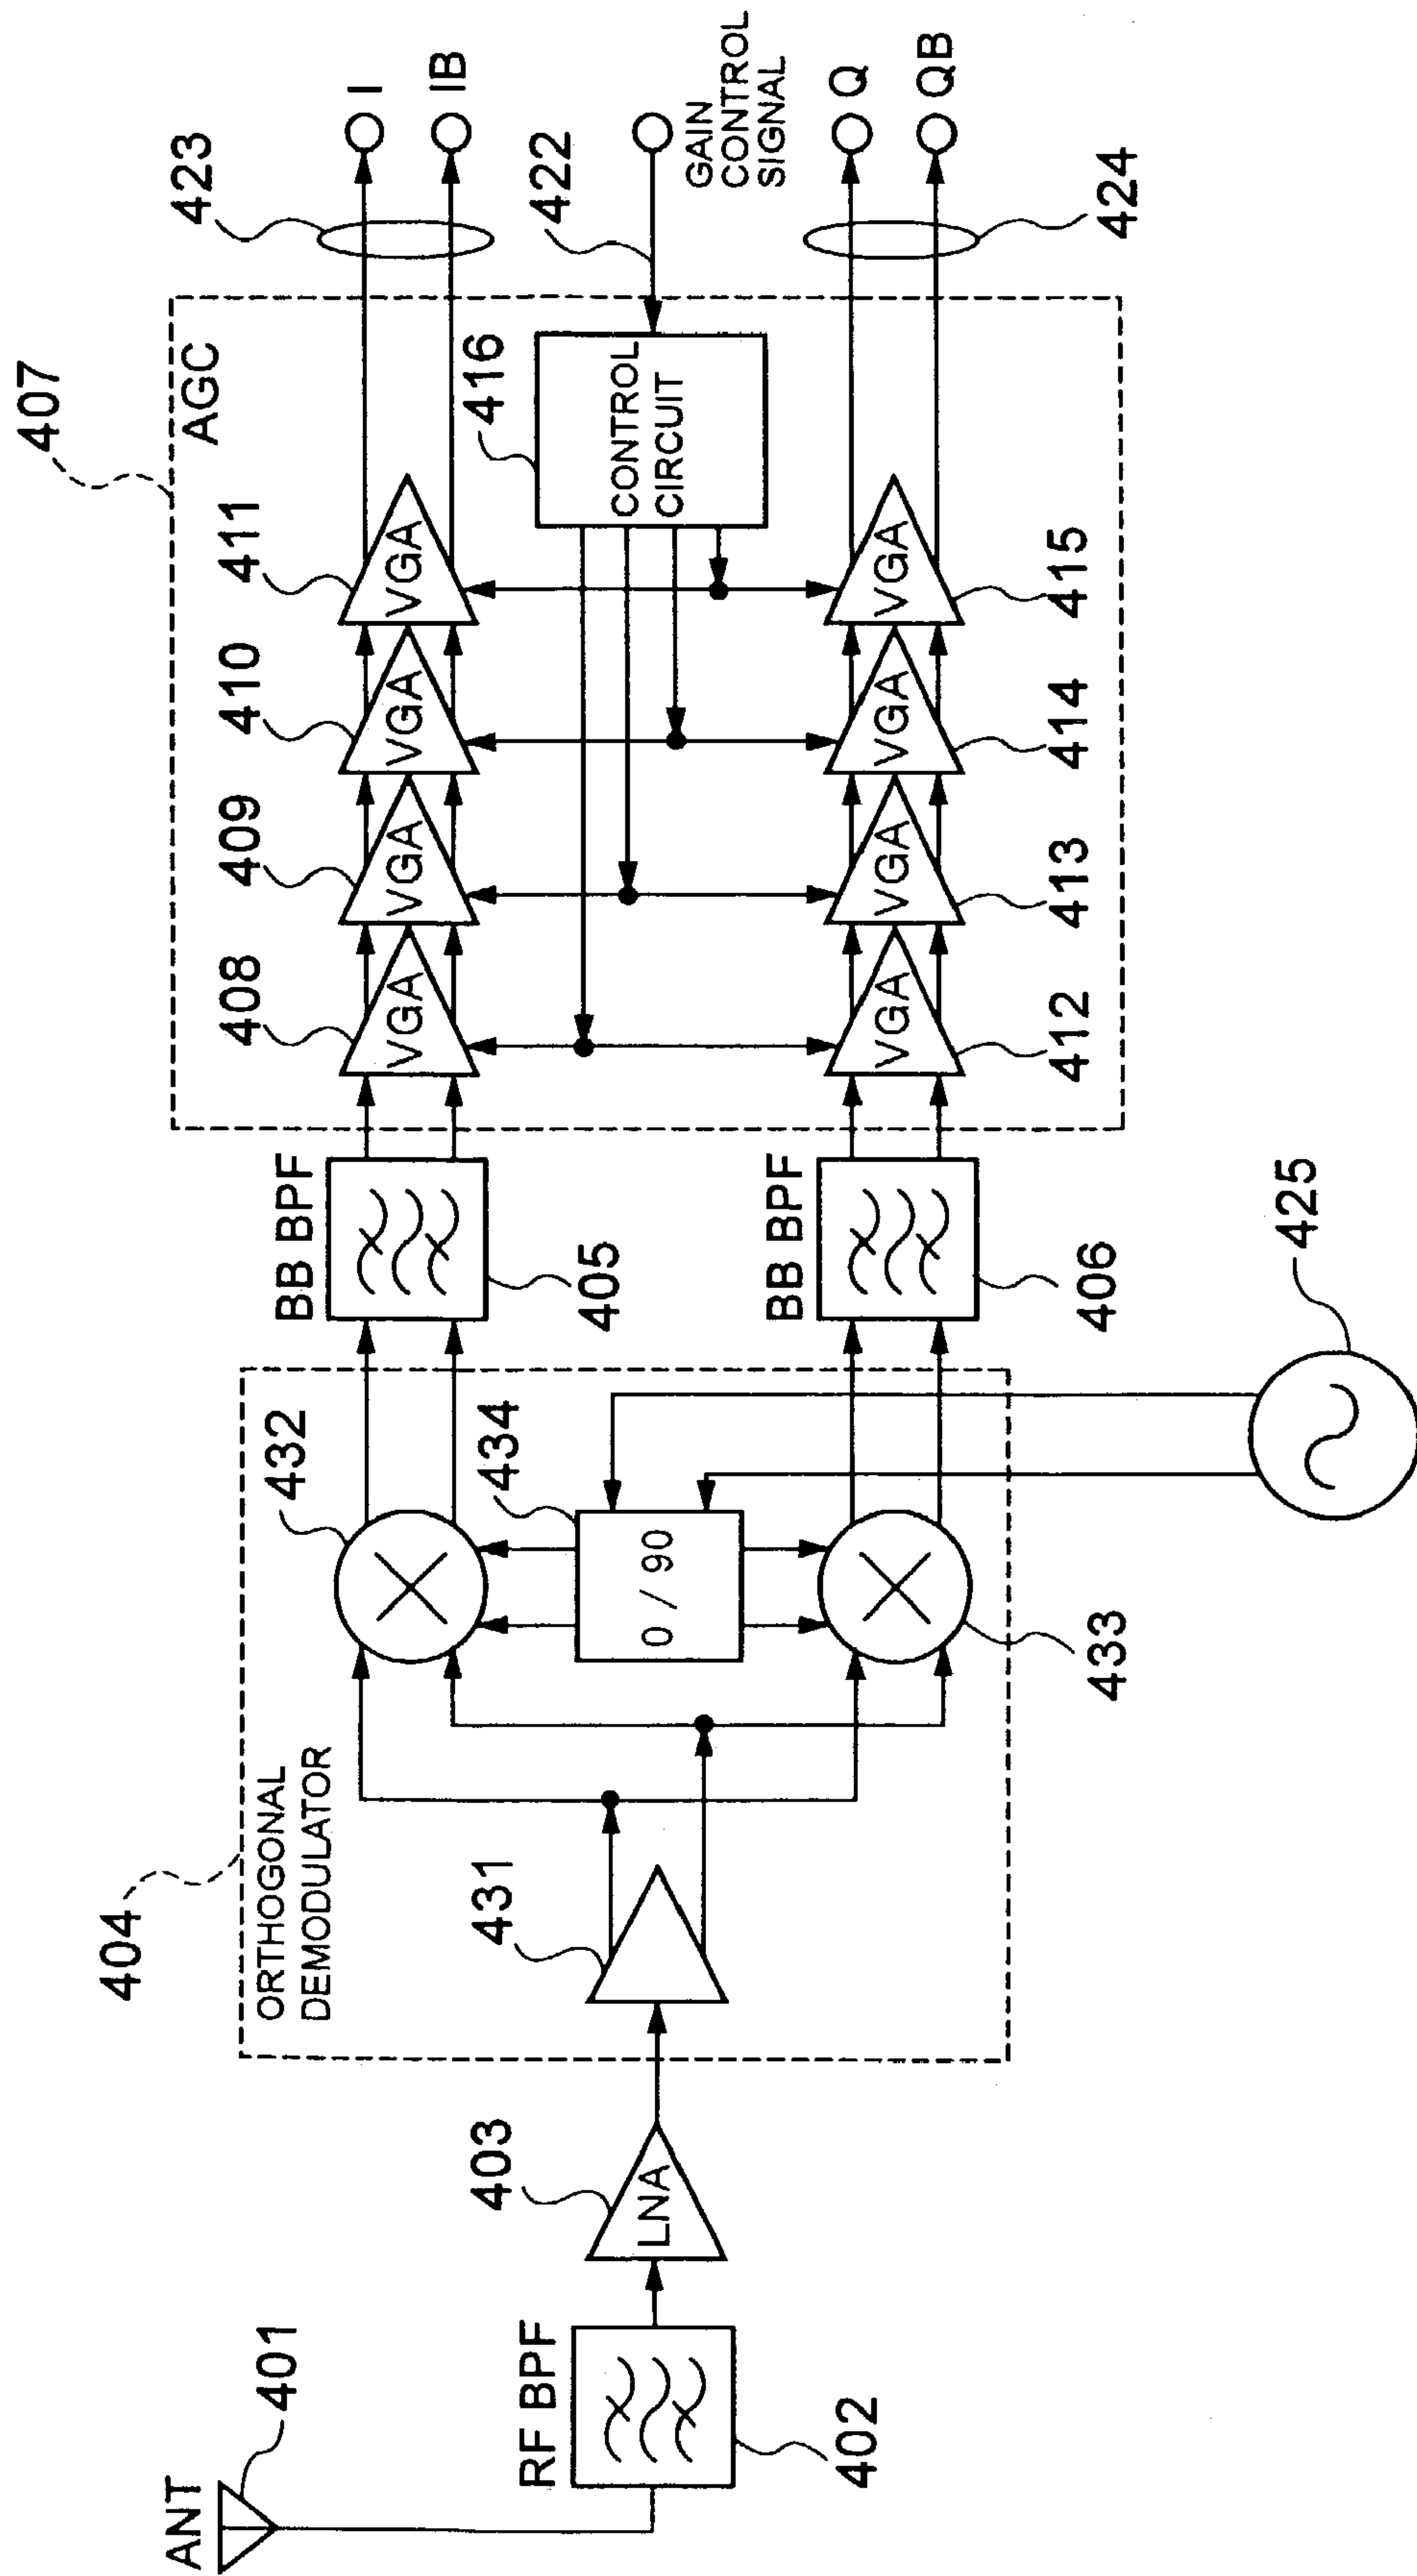 ANT
401
RF BPF
402
403
LNA
404
ORTHOGONAL
DEMODULATOR
431
432
434
0 / 90
433
425
BB BPF
405
BB BPF
406
407
AGC
408
409
410
411
VGA
VGA
VGA
VGA
416
CONTROL
CIRCUIT
VGA
VGA
VGA
VGA
412
413
414
415
423
I
IB
422
GAIN
CONTROL
SIGNAL
Q
QB
424